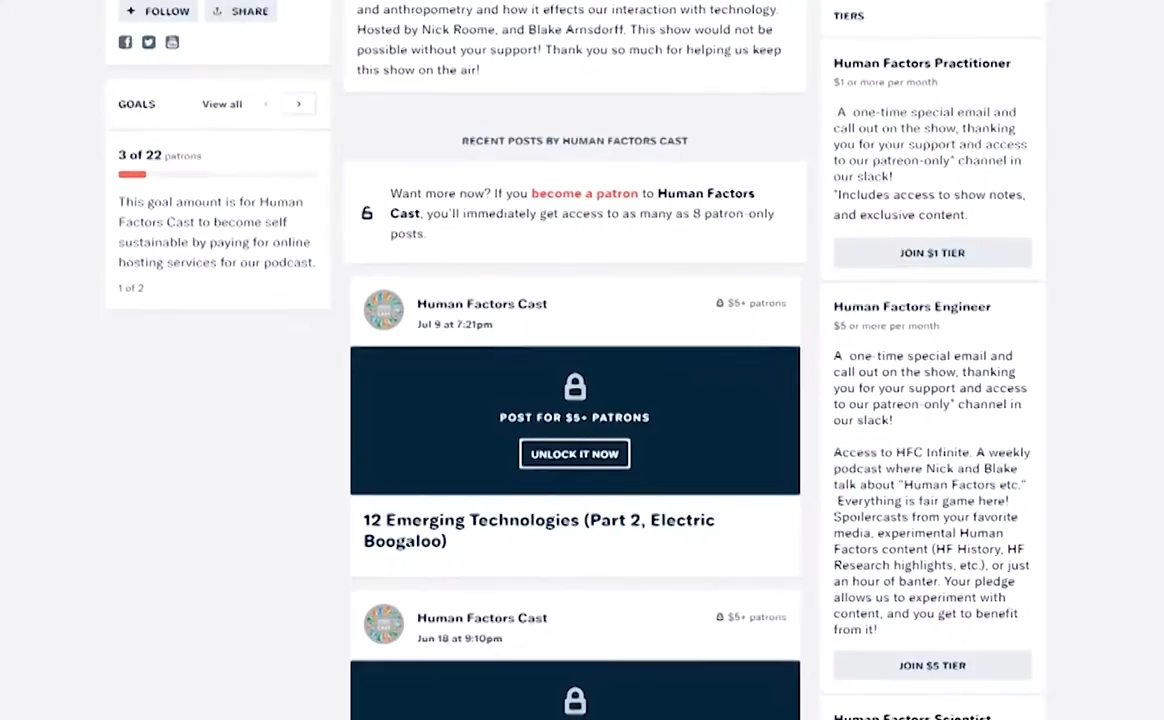 FOLLOW
SHARE
GOALS
View all
3 of 22 patrons
This goal amount is for Human
Factors Cast to become self
sustainable by paying for online
hosting services for our podcast.
1 of 2
and anthropometry and how it effects our interaction with technology.
Hosted by Nick Roome, and Blake Arnsdorff. This show would not be
possible without your support! Thank you so much for helping us keep
this show on the air!
RECENT POSTS BY HUMAN FACTORS CAST
Want more now? If you become a patron to Human Factors
Cast, you'll immediately get access to as many as 8 patron-only
posts.
Human Factors Cast
$5+ patrons
Jul 9 at 7:21pm
POST FOR $5+ PATRONS
UNLOCK IT NOW
12 Emerging Technologies (Part 2, Electric
Boogaloo)
Human Factors Cast
$5+ patrons
Jun 18 at 9:10pm
TIERS
Human Factors Practitioner
$1 or more per month
A one-time special email and
call out on the show, thanking
you for your support and access
to our patreon-only* channel in
our slack!
*Includes access to show notes,
and exclusive content.
JOIN $1 TIER
Human Factors Engineer
$5 or more per month
A one-time special email and
call out on the show, thanking
you for your support and access
to our patreon-only* channel in
our slack!
Access to HFC Infinite. A weekly
podcast where Nick and Blake
talk about "Human Factors etc."
Everything is fair game here!
Spoilercasts from your favorite
media, experimental Human
Factors content (HF History, HF
Research highlights, etc.), or just
an hour of banter. Your pledge
allows us to experiment with
content, and you get to benefit
from it!
JOIN $5 TIER
Human Factors Scientist